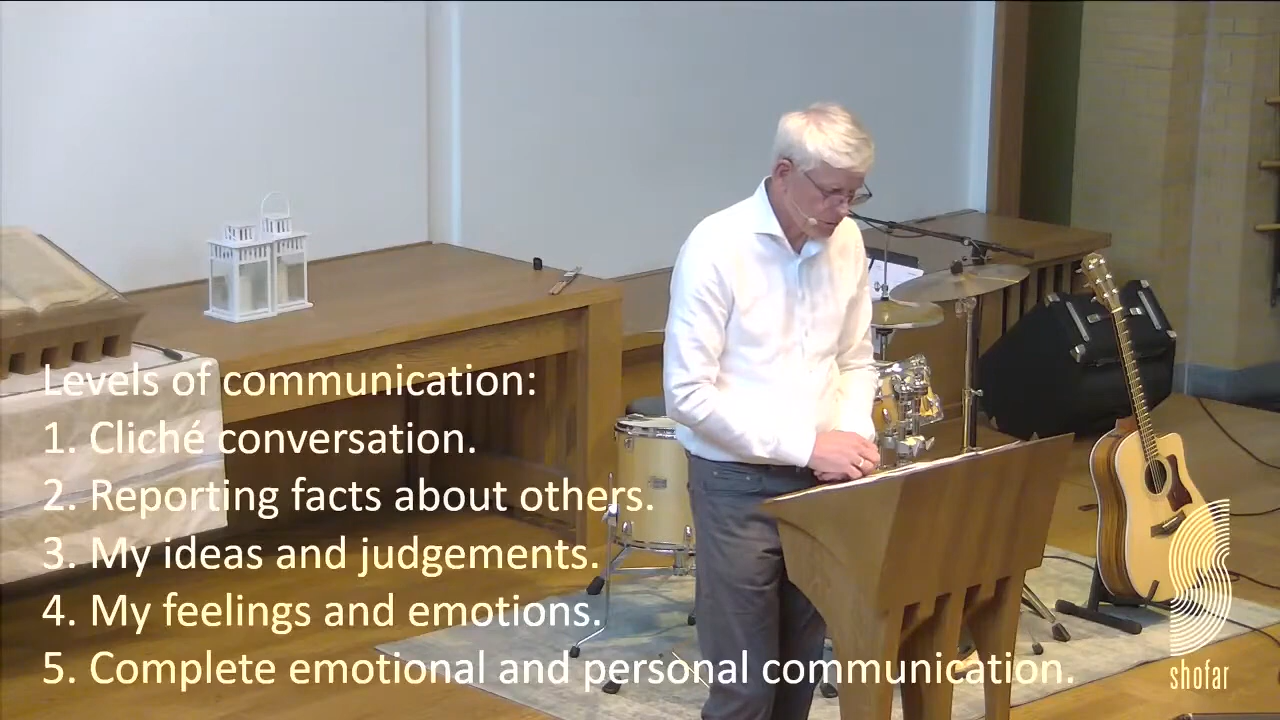 Levels of communication:
1. Cliché conversation.
2. Reporting facts about others.
3. My ideas and judgements.
4. My feelings and emotions.
5. Complete emotional and personal communication.
shofar